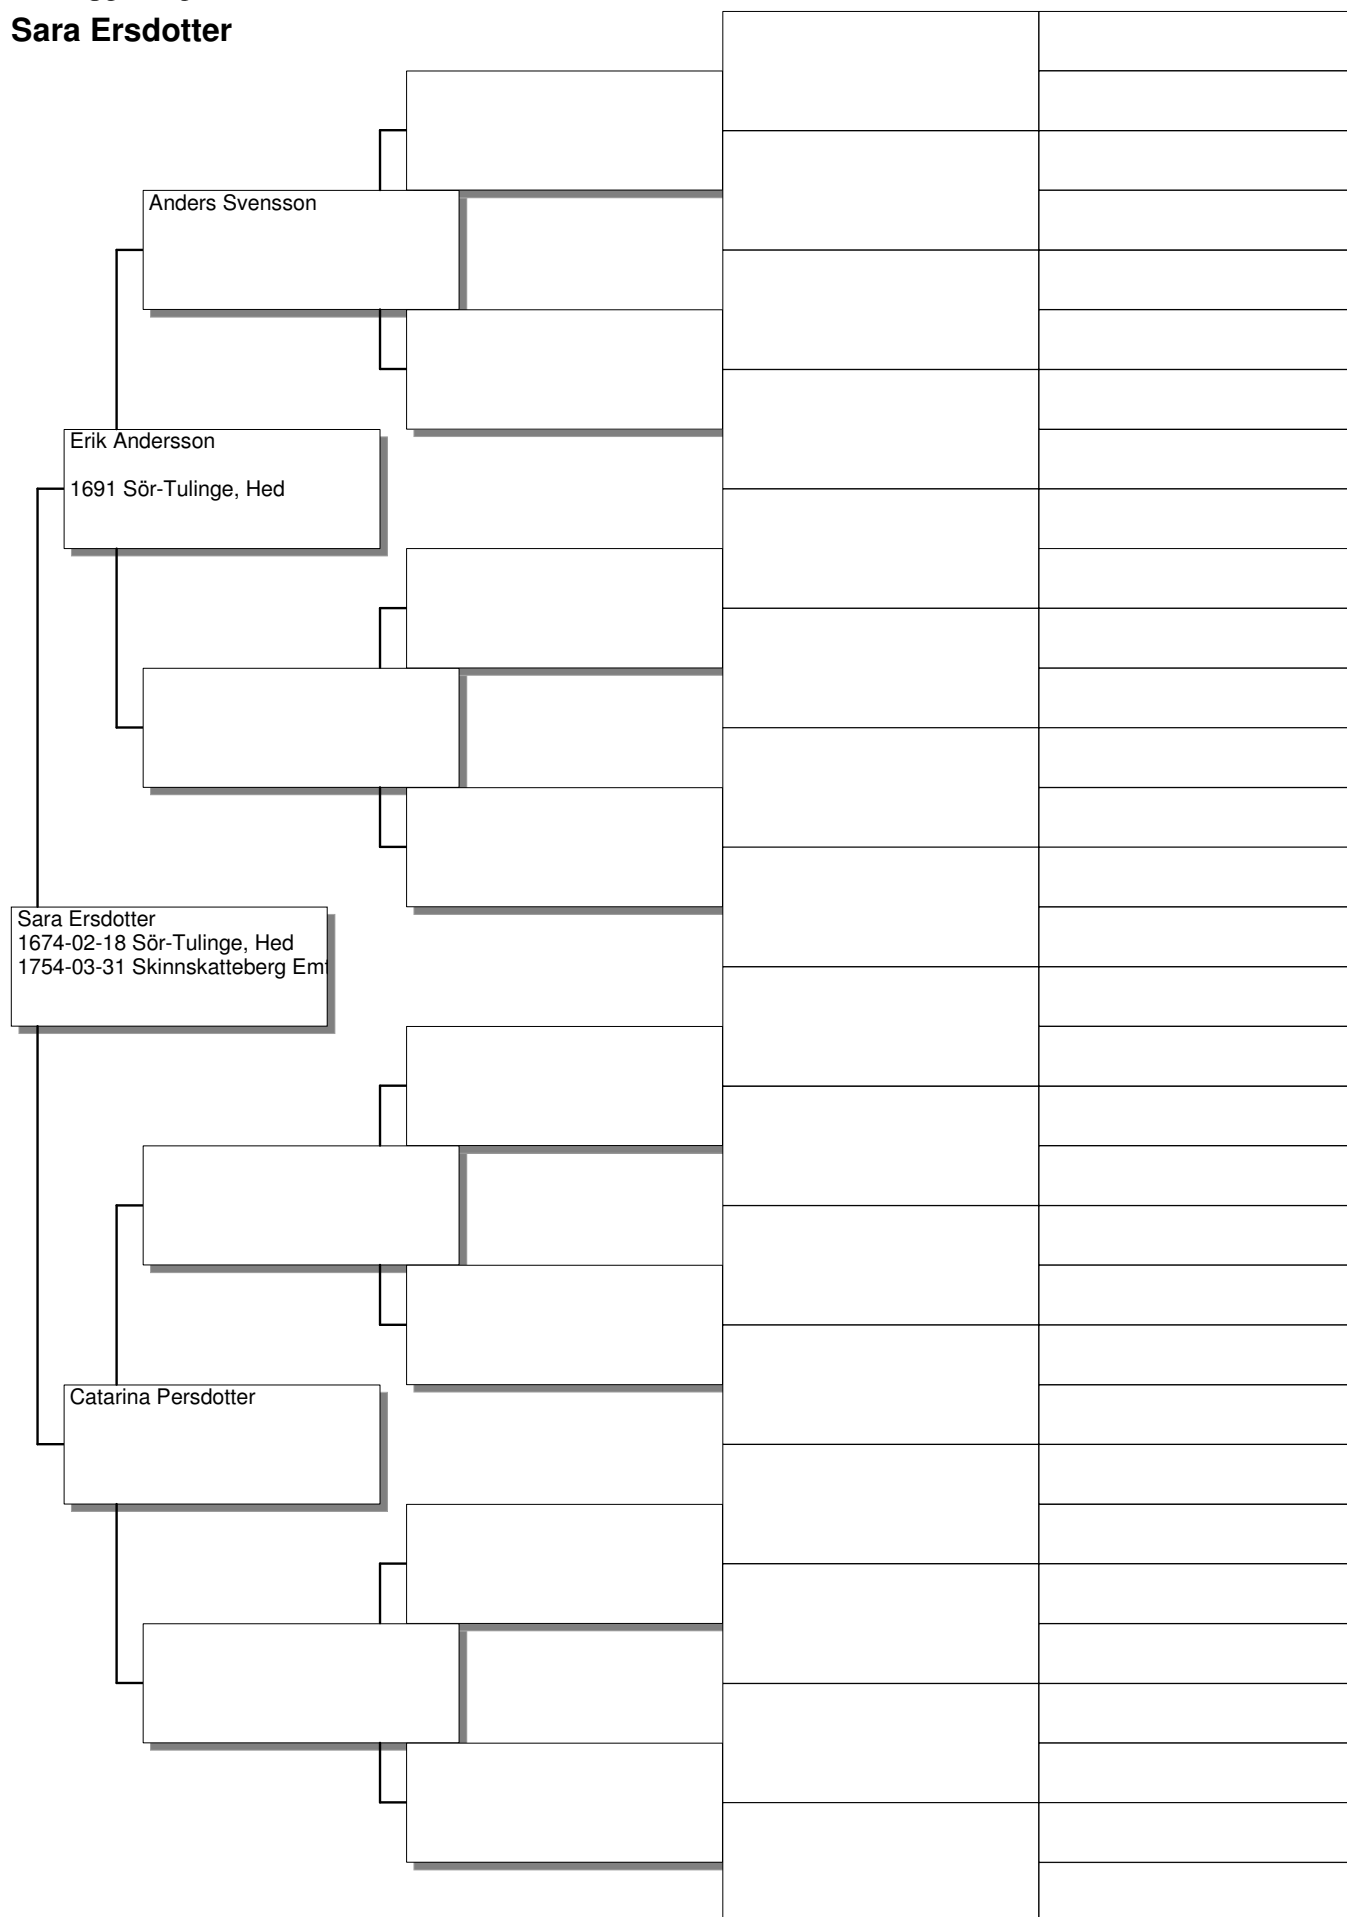 Sara Ersdotter
Anders Svensson
Erik Andersson
1691 Sör-Tulinge, Hed
Sara Ersdotter
1674-02-18 Sör-Tulinge, Hed
1754-03-31 Skinnskatteberg
Catarina Persdotter